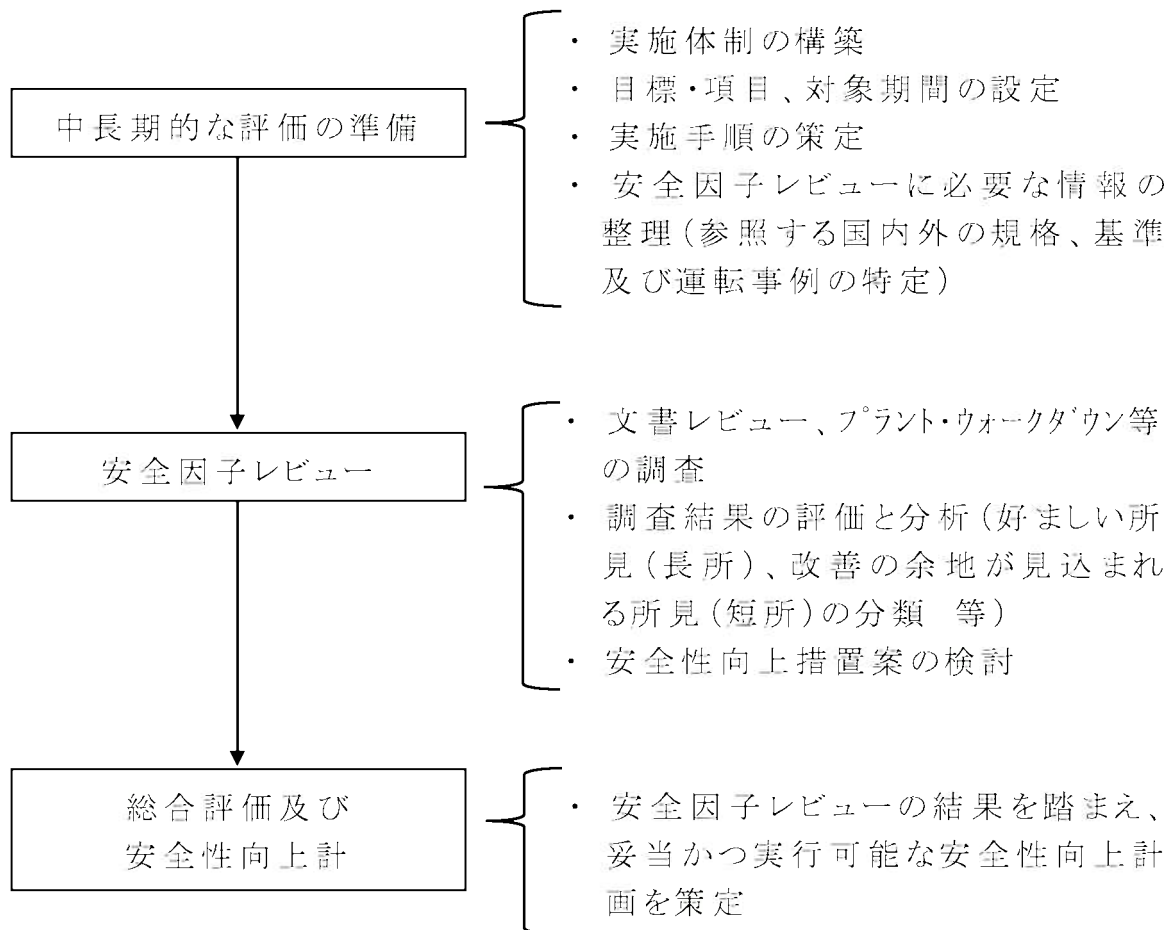 中長期的な評価の準備
・ 実施体制の構築
・ 目標・項目、対象期間の設定
・ 実施手順の策定
・ 安全因子レビューに必要な情報の
整理(参照する国内外の規格、基準
及び運転事例の特定)
安全因子レビュー
・ 文書レビュー、プラント・ウォークダウン等
の調査
・ 調査結果の評価と分析(好ましい所
見(長所)、改善の余地が見込まれ
る所見(短所)の分類 等)
・ 安全性向上措置案の検討
総合評価及び
安全性向上計
・ 安全因子レビューの結果を踏まえ、
妥当かつ実行可能な安全性向上計
画を策定